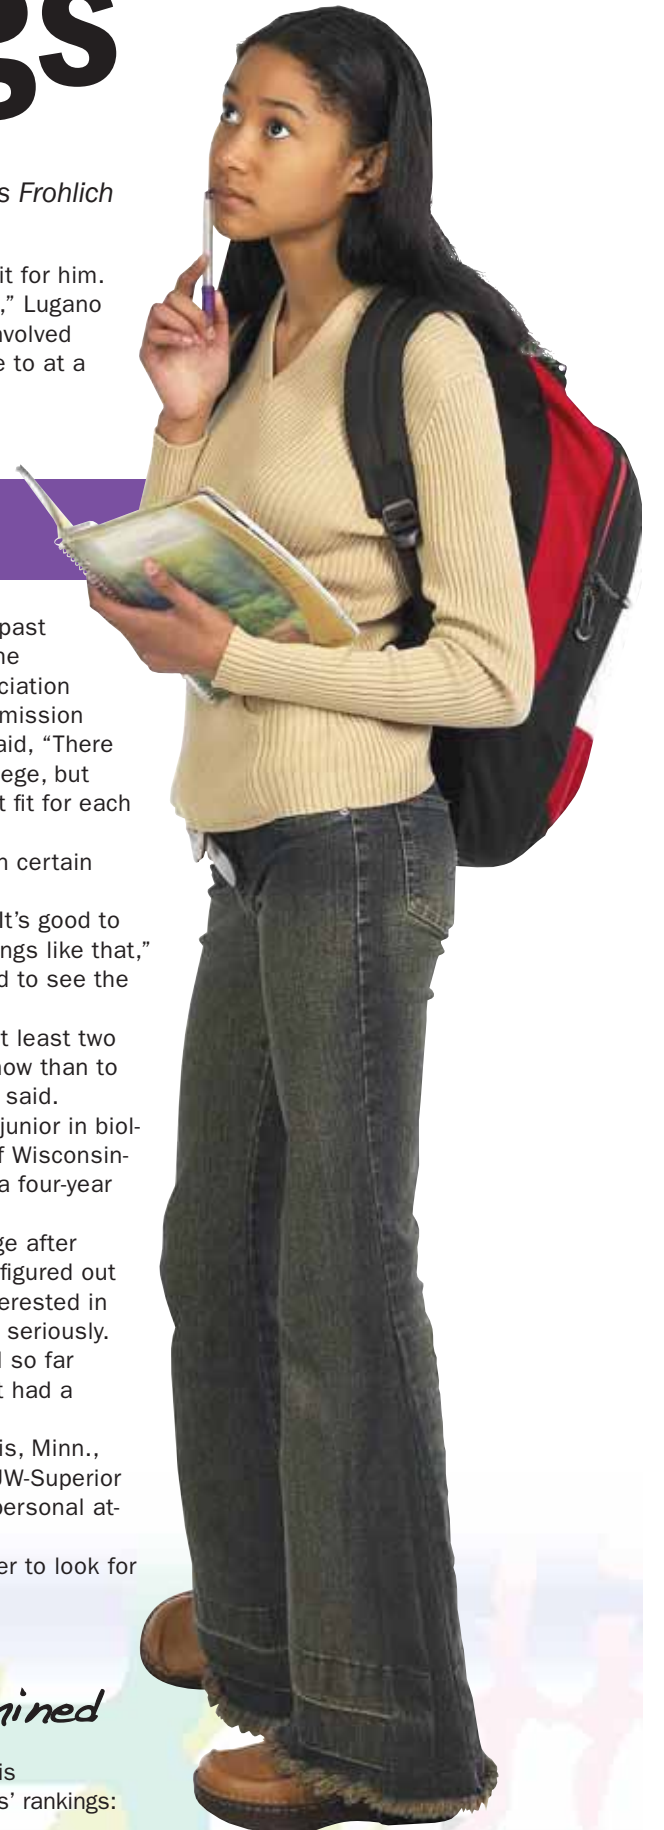 gs
s Frohlich
it for him.
,” Lugano
nvolved
e to at a
past
ne
ciation
mission
aid, “There
ege, but
t fit for each
n certain
It’s good to
ngs like that,”
d to see the
t least two
now than to
said.
junior in biol-
f Wisconsin-
a four-year
ge after
figured out
terested in
seriously.
l so far
t had a
is, Minn.,
UW-Superior
personal at-
er to look for
mined
is
s’ rankings: